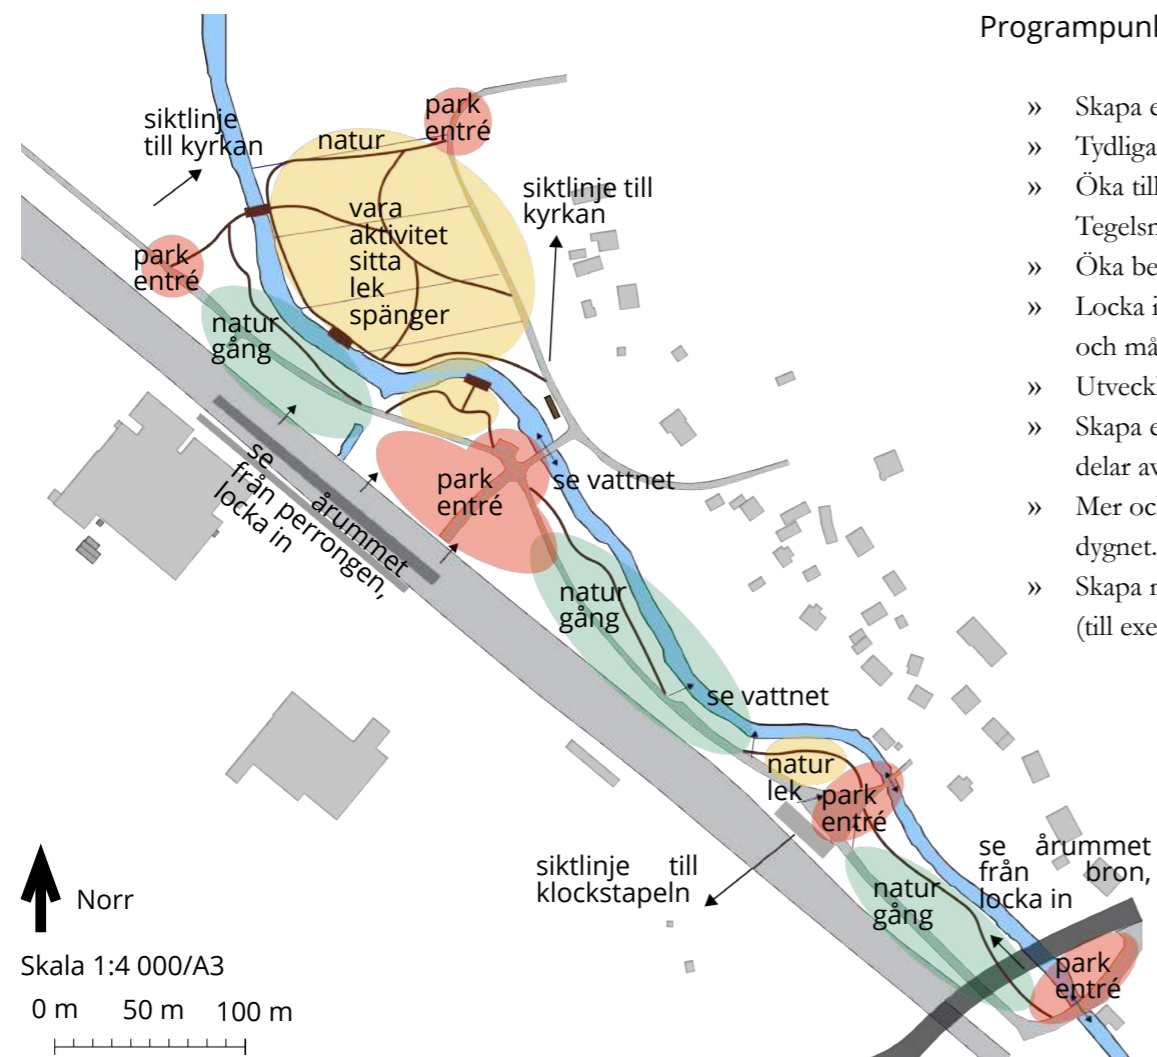 Programpunk
» Skapa e
» Tydliga
» Öka till
Tegelsn
» Öka be
» Locka i
och må
» Utveckl
» Skapa e
delar av
» Mer och
dygnet.
» Skapa r
(till exe
park
entré
siktlinje
till kyrkan
natur
siktlinje till
kyrkan
vara
aktivitet
sitta
lek
spänger
park
entré
natur
gång
se årummet
från perrongen,
locka in
park
entré
se vattnet
natur
gång
se vattnet
natur
lek
park
entré
siktlinje till
klockstapeln
se årummet
från bron,
locka in
natur
gång
park
entré
Norr
Skala 1:4 000/A3
0 m 50 m 100 m